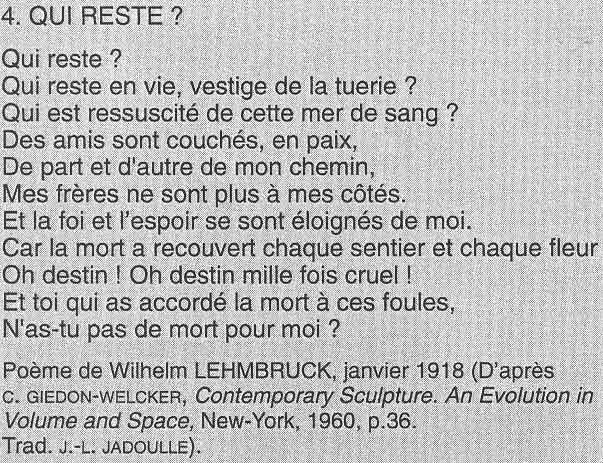 4. QUI RESTE ?
Qui reste ?
Qui reste en vie, vestige de la tuerie ?
Qui est ressuscité de cette mer de sang ?
Des amis sont couchés, en paix,
De part et d'autre de mon chemin,
Mes frères ne sont plus à mes côtés.
Et la foi et l'espoir se sont éloignés de moi.
Car la mort a recouvert chaque sentier et chaque fleur
Oh destin ! Oh destin mille fois cruel !
Et toi qui as accordé la mort à ces foules,
N'as-tu pas de mort pour moi ?
Poème de Wilhelm LEHMBRUCK, janvier 1918 (D'après
C. GIEDON-WELCKER, Contemporary Sculpture. An Evolution in
Volume and Space, New-York, 1960, p.36.
Trad. J.-L. JADOULLE).